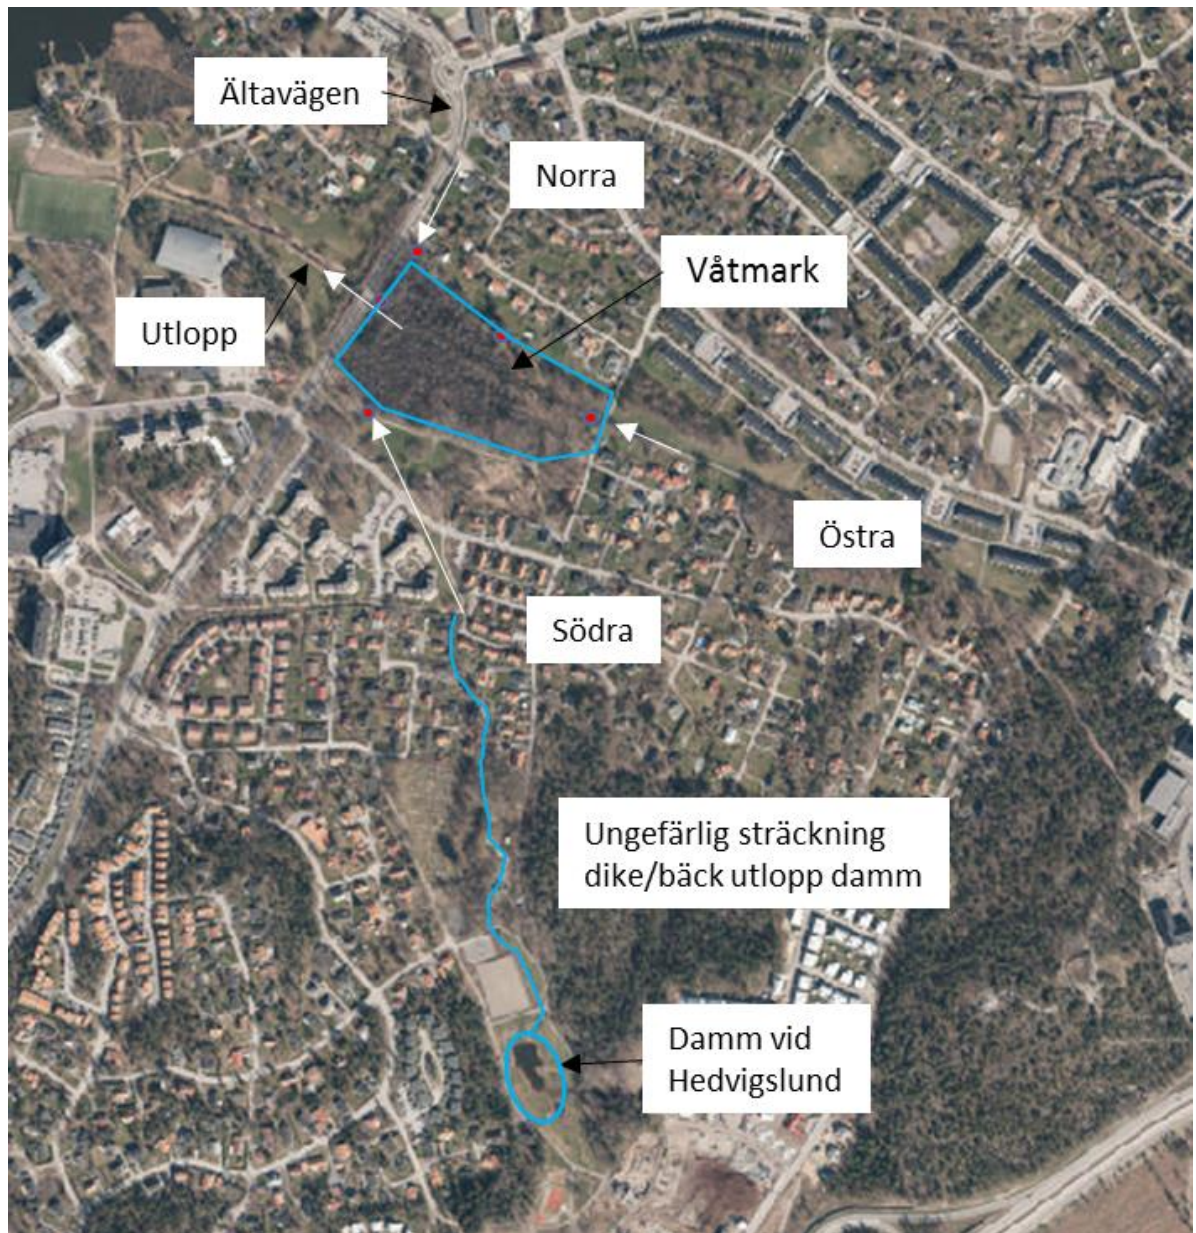 Ältavägen
Norra
Våtmark
Utlopp
Östra
Södra
Ungefärlig sträckning
dike/bäck utlopp damm
Damm vid
Hedvigslund